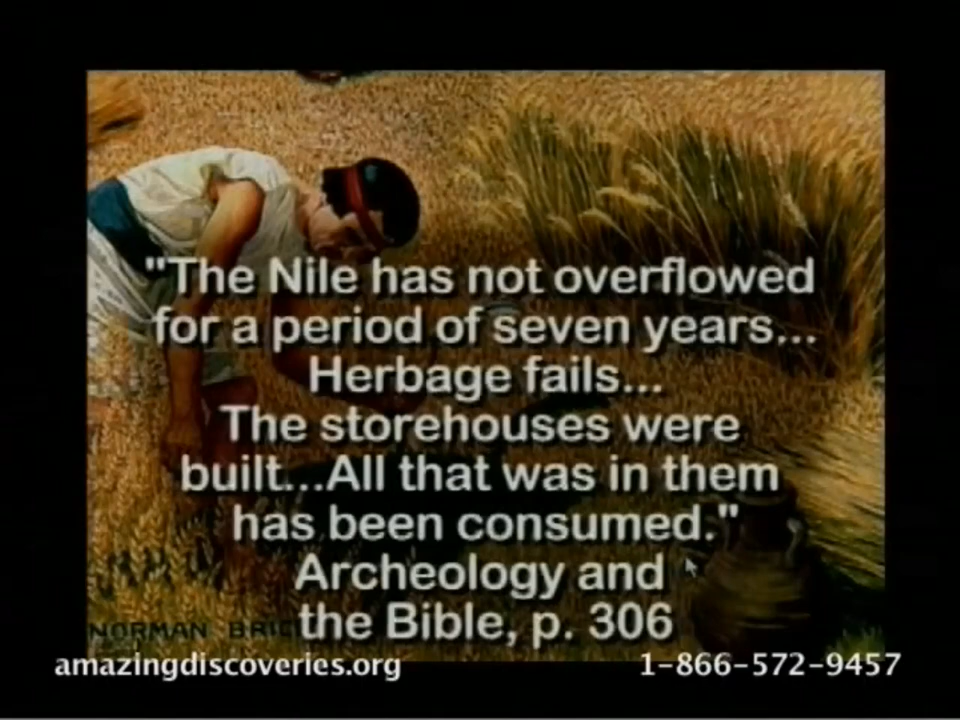 "The Nile has not overflowed
for a period of seven years...
Herbage fails...
The storehouses were
built...All that was in them
has been consumed."
Archeology and
the Bible, p. 306
NORMAN
amazingdiscoveries.org 1-866-572-9457